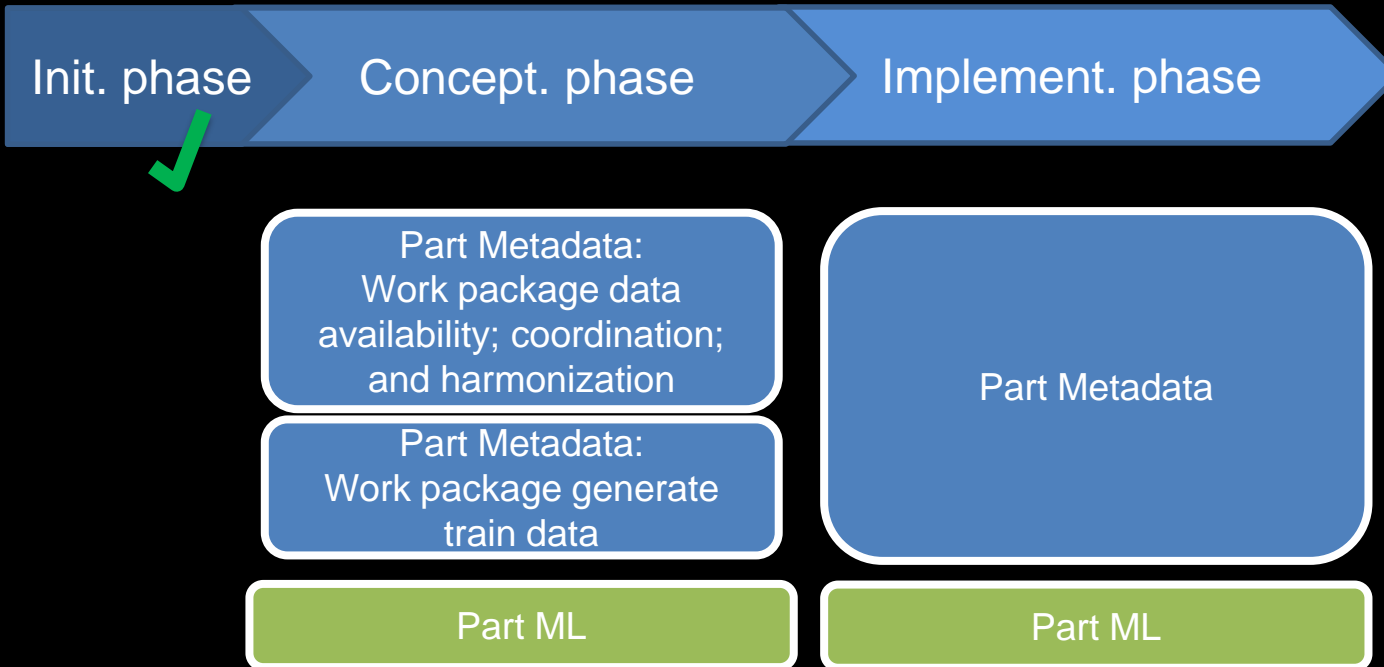 Init. phase
Concept. phase
Implement. phase
Part Metadata:
Work package data
availability; coordination;
and harmonization
Part Metadata:
Work package generate
train data
Part Metadata
Part ML
Part ML